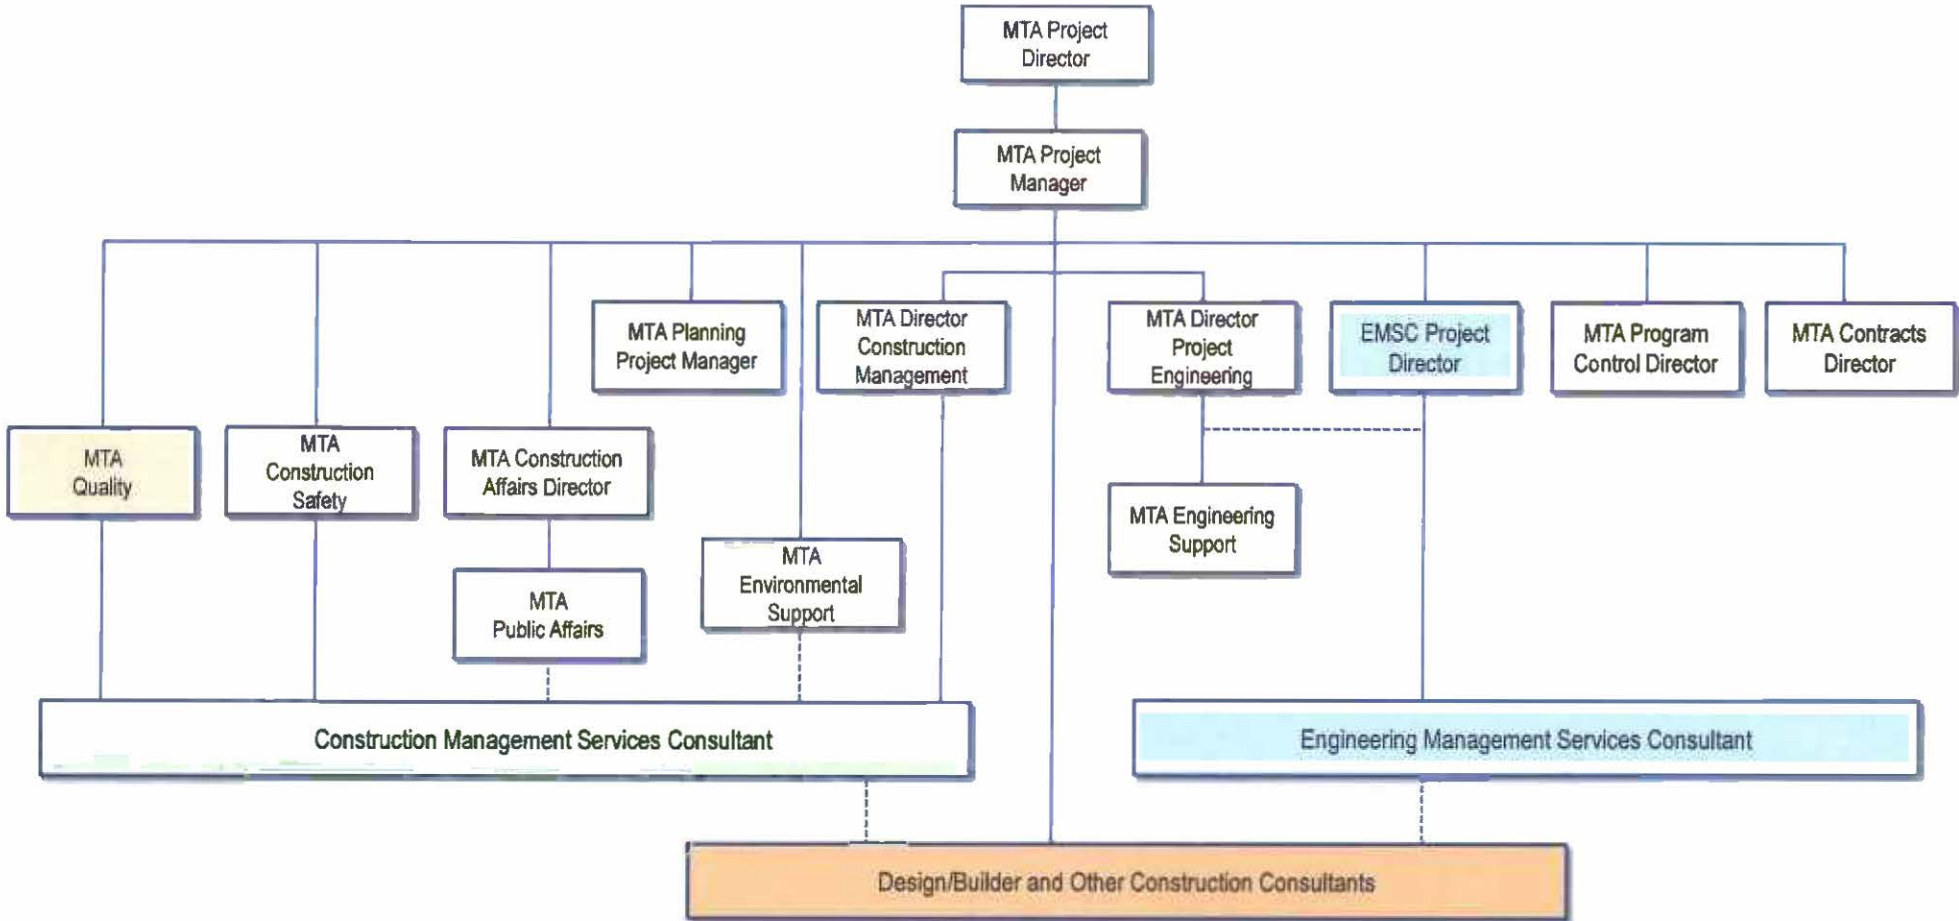 MTA Project
Director
MTA Project
Manager
MTA Planning
Project Manager
MTA Director
Construction
Management
MTA Director
Project
Engineering
EMSC Project
Director
MTA Program
Control Director
MTA Contracts
Director
MTA
Quality
MTA
Construction
Safety
MTA Construction
Affairs Director
MTA Engineering
Support
MTA
Environmental
Support
MTA
Public Affairs
Construction Management Services Consultant
Engineering Management Services Consultant
Design/Builder and Other Construction Consultants